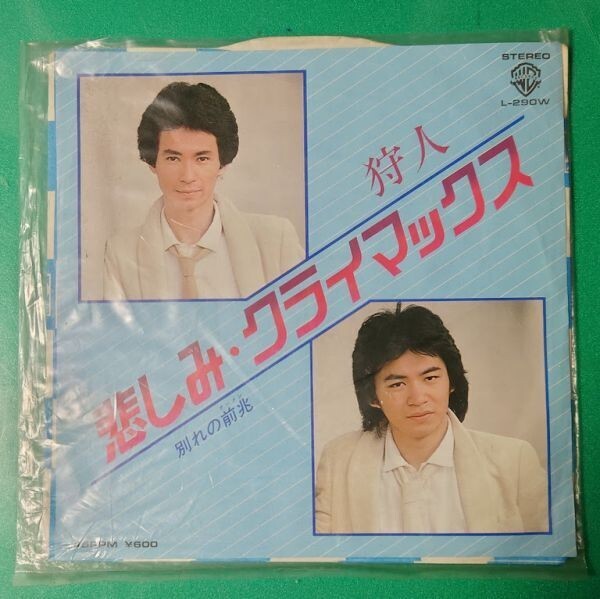 STEREO
L-290W
狩人
悲しみ・クライマックス
別れの前兆
45RPM ¥600